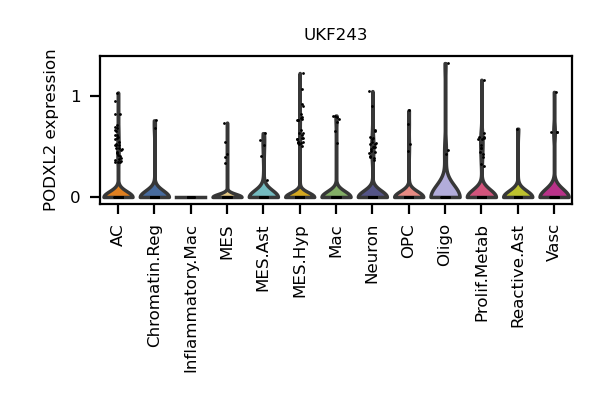 UKF243
PODXL2 expression
1
0
AC
Chromatin.Reg
Inflammatory.Mac
MES
MES.Ast
MES.Hyp
Mac
Neuron
OPC
Oligo
Prolif.Metab
Reactive.Ast
Vasc